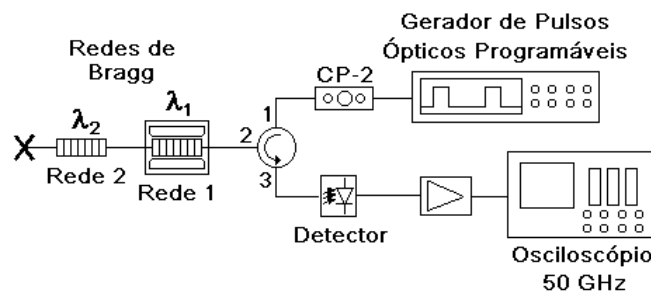 Gerador de Pulsos
Ópticos Programáveis
Redes de
Bragg
CP-2
λ1
λ2
1
2
3
Rede 2
Rede 1
Detector
Osciloscópio
50 GHz